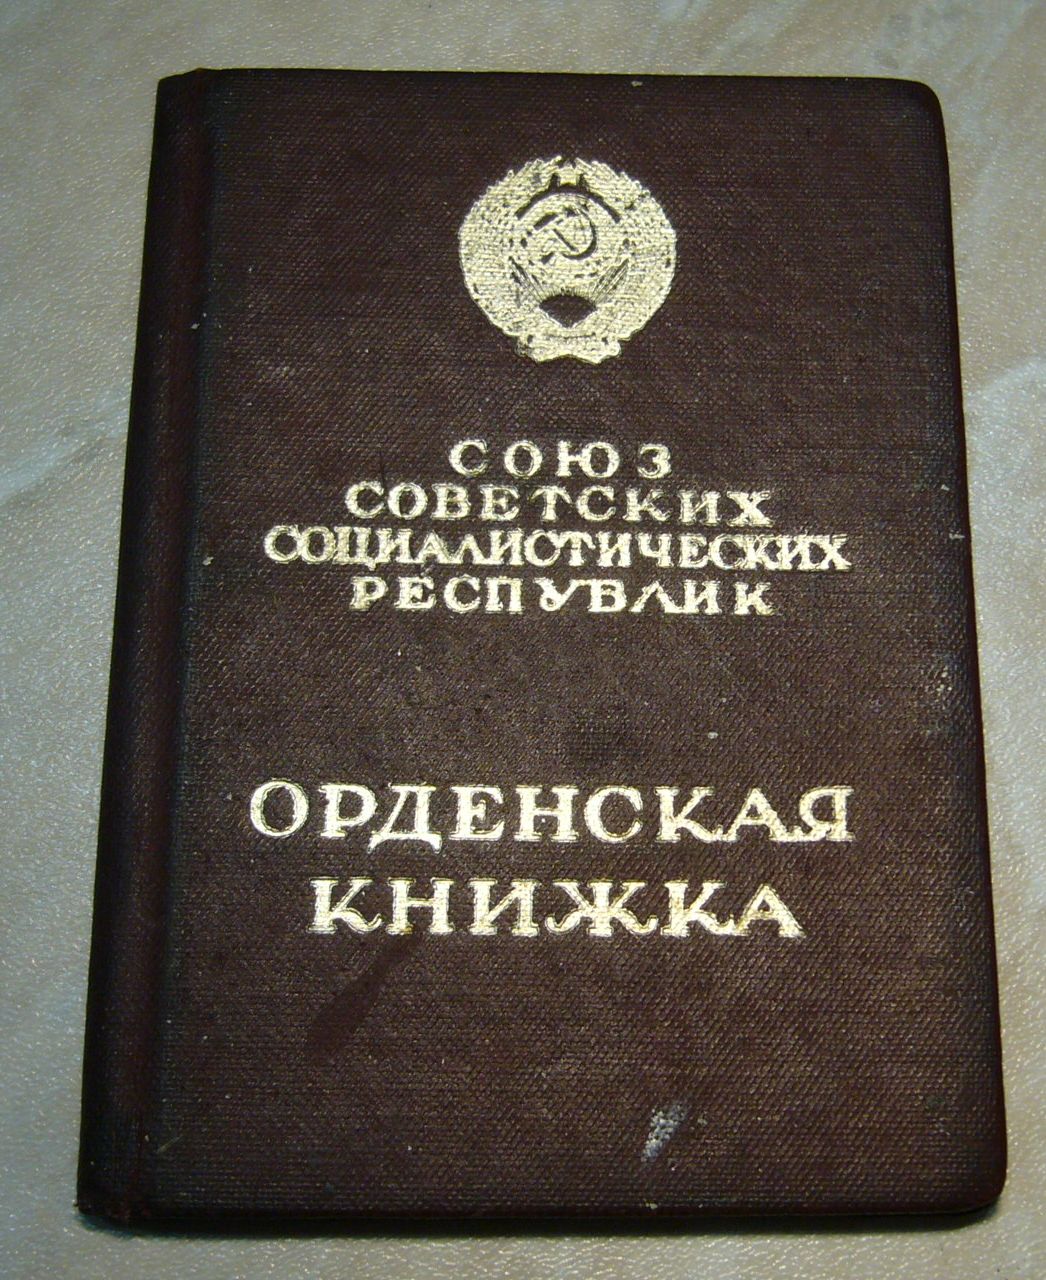 СОЮЗ
СОВЕТСКИХ
СОЦИАЛИСТИЧЕСКИХ
РЕСПУБЛИК
ОРДЕНСКАЯ
КНИЖКА